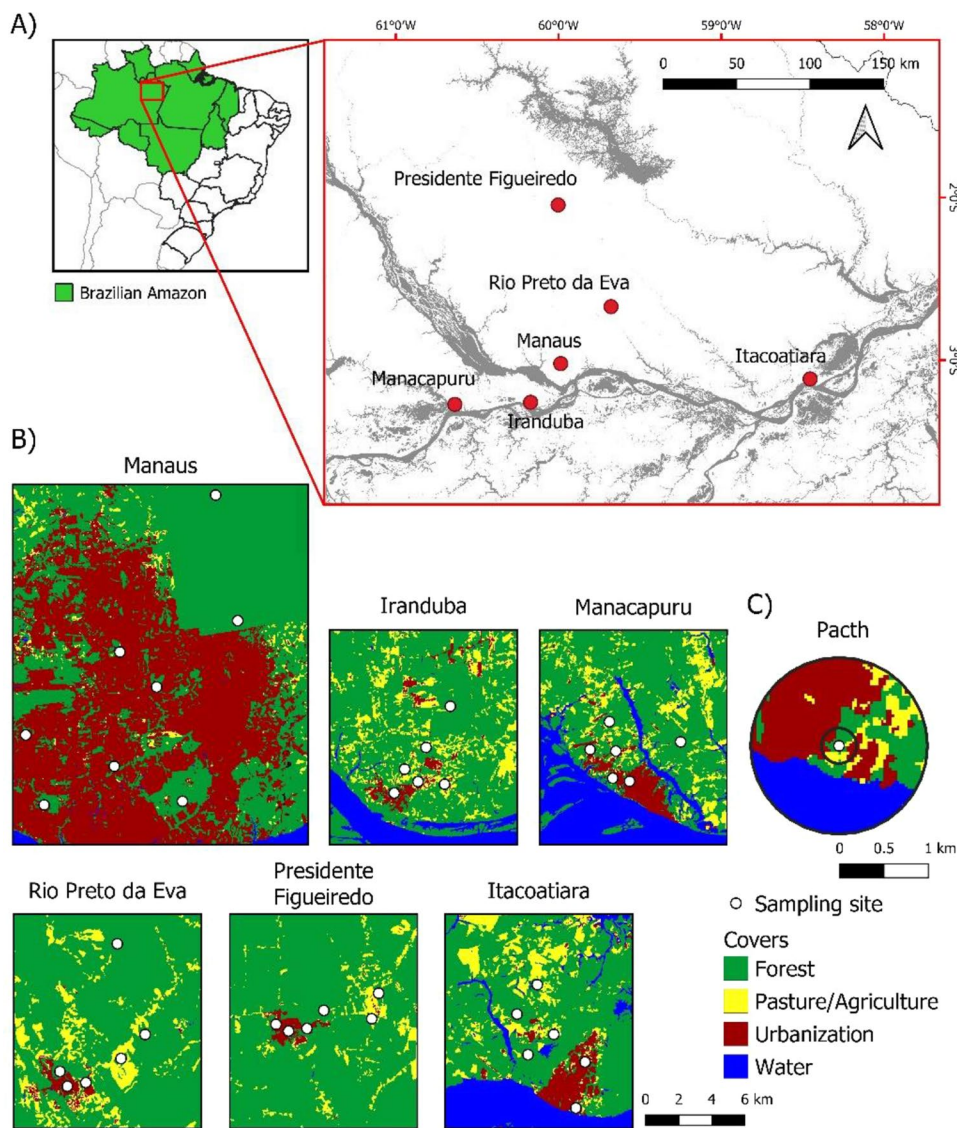 A)
61°0'W 60°0'W 59°0'W 58°0'W
0 50 100 150 km
Presidente Figueiredo
2°0'S
Brazilian Amazon
Rio Preto da Eva
Manaus
Itacoatiara
3°0'S
Manacapuru
Iranduba
B)
Manaus
Iranduba
Manacapuru
C)
Pacth
0 0.5 1 km
Rio Preto da Eva
Presidente
Figueiredo
Itacoatiara
Sampling site
Covers
Forest
Pasture/Agriculture
Urbanization
Water
0 2 4 6 km